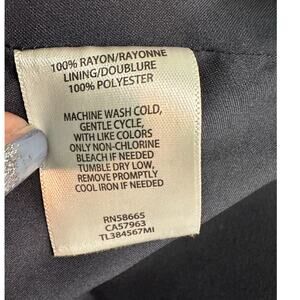 100% RAYON/RAYONNE
LINING/DOUBLURE
100% POLYESTER
MACHINE WASH COLD,
GENTLE CYCLE,
WITH LIKE COLORS
ONLY NON-CHLORINE
BLEACH IF NEEDED
TUMBLE DRY LOW,
REMOVE PROMPTLY
COOL IRON IF NEEDED
RN58665
CA57963
TL384567MI